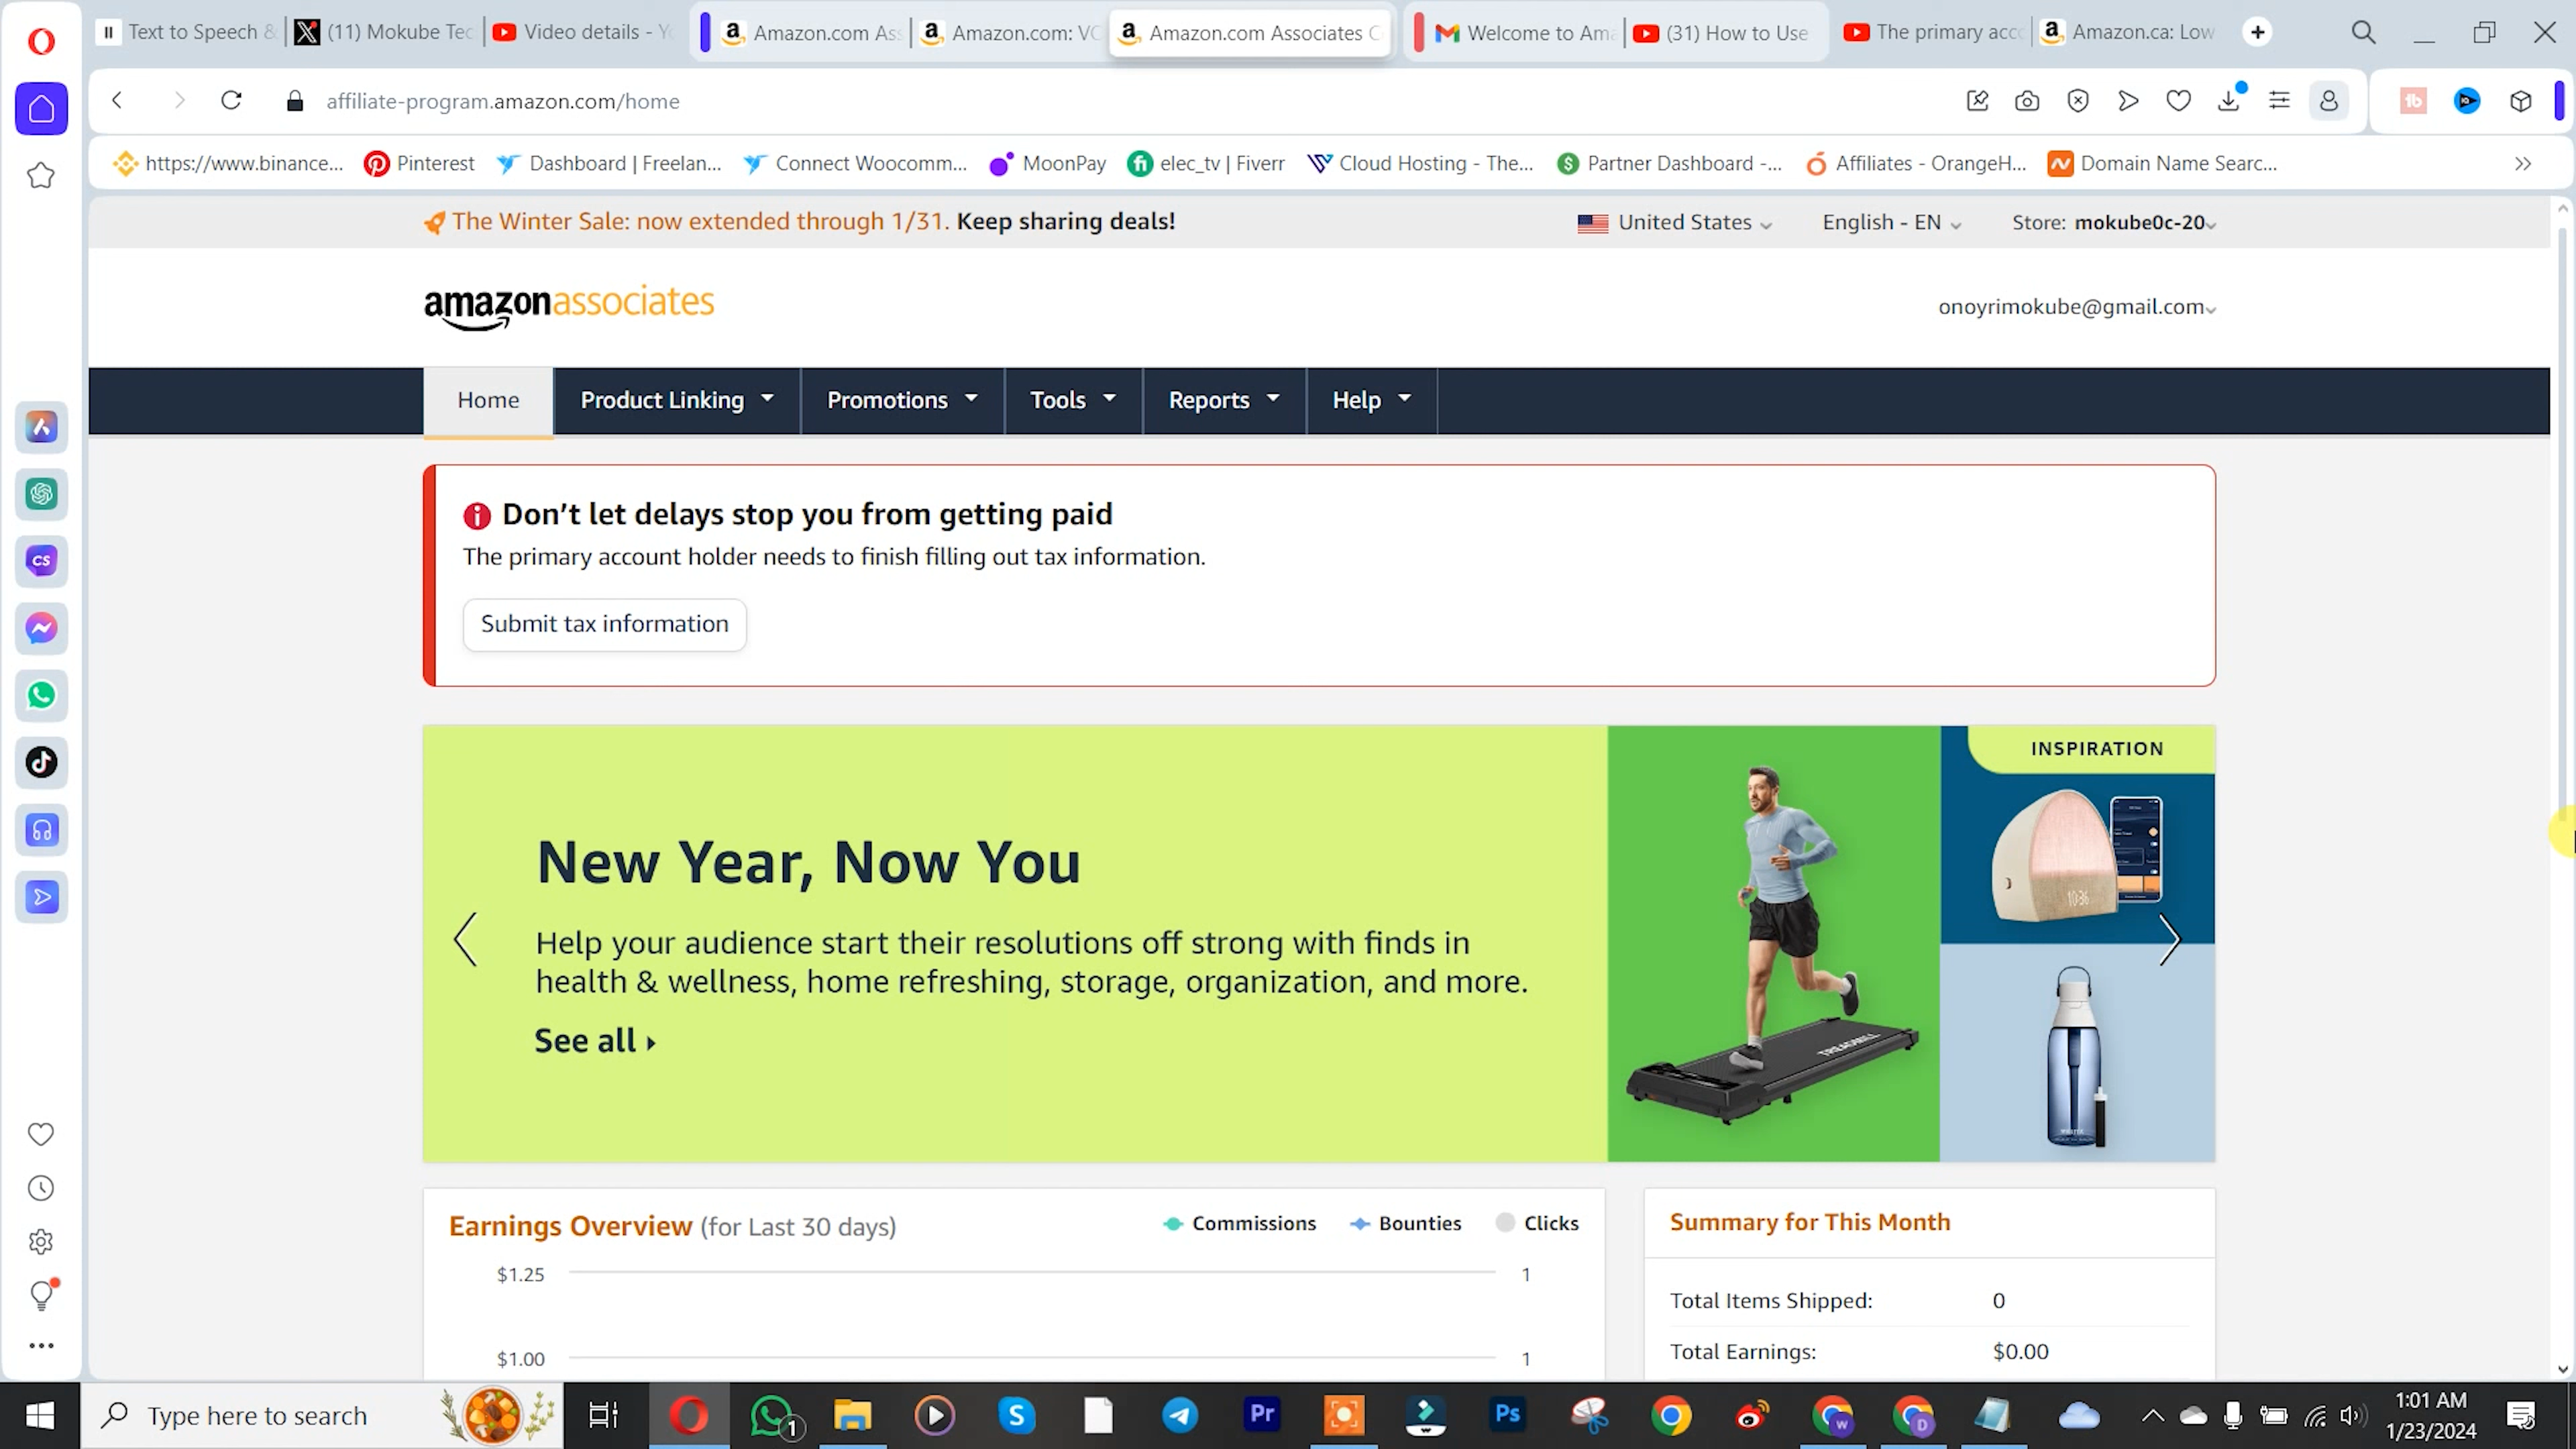 Text to Speech &
(11) Mokube Tec
Video details - Yo
Amazon.com Ass
Amazon.com: VC
Amazon.com Associates C
Welcome to Ama
(31) How to Use
The primary acco
Amazon.ca: Low
affiliate-program.amazon.com/home
https://www.binance...
Pinterest
Dashboard | Freelan...
Connect Woocomm...
MoonPay
elec_tv | Fiverr
Cloud Hosting - The...
Partner Dashboard -...
Affiliates - OrangeH...
Domain Name Searc...
The Winter Sale: now extended through 1/31. Keep sharing deals!
United States
English - EN
Store: mokube0c-20
amazonassociates
onoyrimokube@gmail.com
Home
Product Linking
Promotions
Tools
Reports
Help
Don't let delays stop you from getting paid
The primary account holder needs to finish filling out tax information.
Submit tax information
INSPIRATION
New Year, Now You
Help your audience start their resolutions off strong with finds in
health & wellness, home refreshing, storage, organization, and more.
See all
TREADMILL
10:36
Earnings Overview (for Last 30 days)
Commissions
Bounties
Clicks
$1.25
1
$1.00
1
Summary for This Month
Total Items Shipped: 0
Total Earnings: $0.00
Type here to search
1:01 AM
1/23/2024